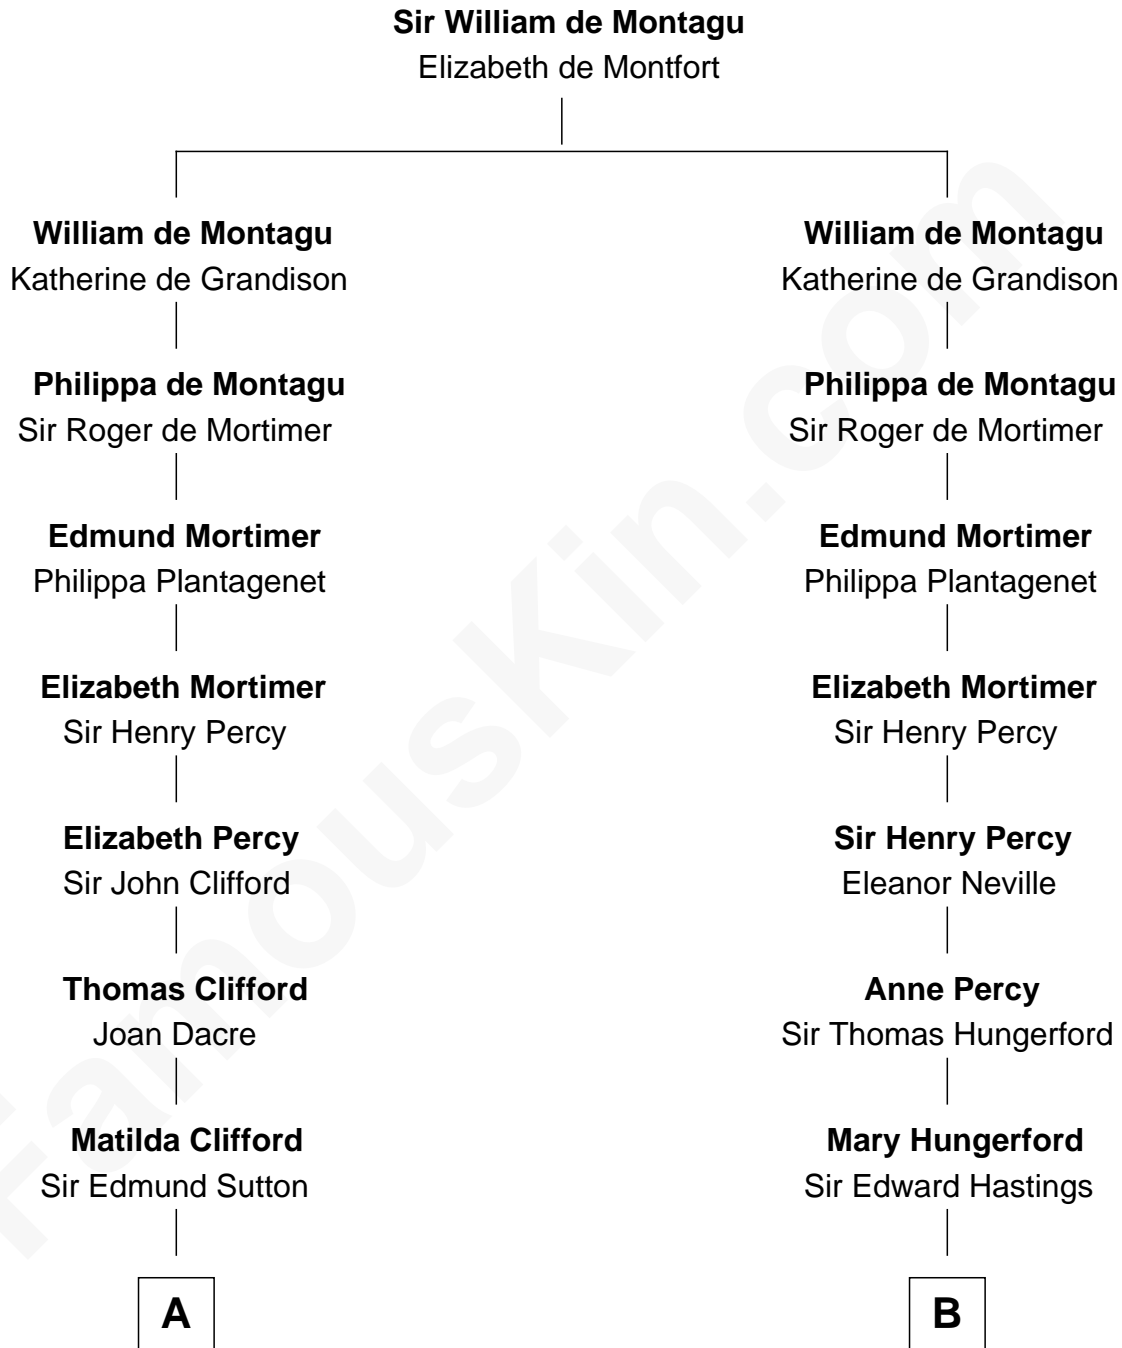 Sir William de Montagu
Elizabeth de Montfort
William de Montagu
Katherine de Grandison
William de Montagu
Katherine de Grandison
Philippa de Montagu
Sir Roger de Mortimer
Philippa de Montagu
Sir Roger de Mortimer
Edmund Mortimer
Philippa Plantagenet
Edmund Mortimer
Philippa Plantagenet
Elizabeth Mortimer
Sir Henry Percy
Elizabeth Mortimer
Sir Henry Percy
Elizabeth Percy
Sir John Clifford
Sir Henry Percy
Eleanor Neville
Thomas Clifford
Joan Dacre
Anne Percy
Sir Thomas Hungerford
Matilda Clifford
Sir Edmund Sutton
Mary Hungerford
Sir Edward Hastings
A
B
FamousKin.com